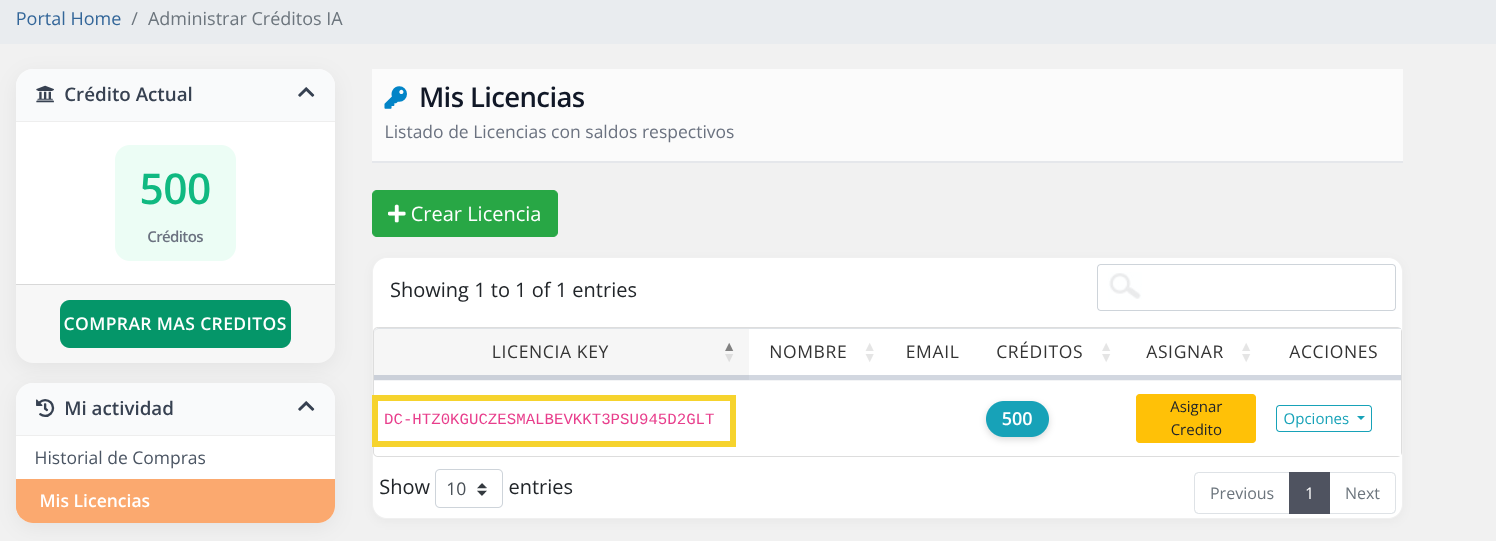 Portal Home / Administrar Créditos IA
Crédito Actual
500
Créditos
COMPRAR MAS CREDITOS
Mi actividad
Historial de Compras
Mis Licencias
Mis Licencias
Listado de Licencias con saldos respectivos
Crear Licencia
Showing 1 to 1 of 1 entries
LICENCIA KEY NOMBRE EMAIL CRÉDITOS ASIGNAR ACCIONES
DC-HTZ0KGUCZESMALBEVKKT3PSU945D2GLT 500 Asignar Credito Opciones
Show 10 entries
Previous 1 Next